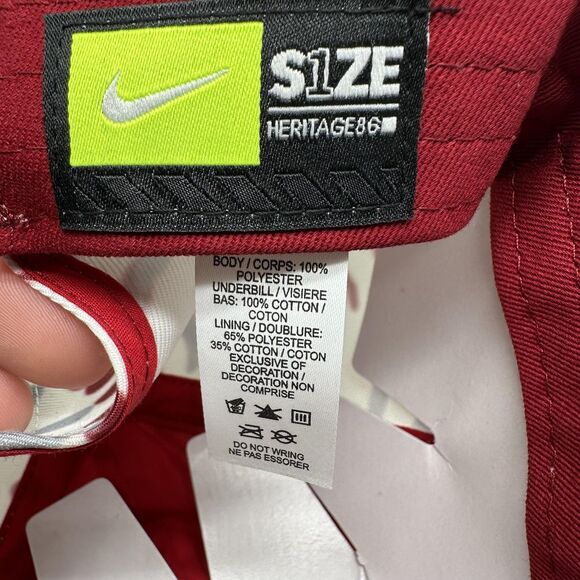 S1ZE
HERITAGE86
BODY / CORPS: 100%
POLYESTER
UNDERBILL / VISIERE
BAS: 100% COTTON /
COTON
LINING / DOUBLURE:
65% POLYESTER
35% COTTON / COTON
EXCLUSIVE OF
DECORATION /
DECORATION NON
COMPRISE
DO NOT WRING
NE PAS ESSORER